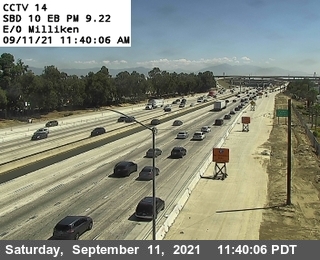 CCTV 14
SBD 10 EB PM 9.22
E/O Milliken
09/11/21 11:40:06 AM
Saturday, September 11, 2021 11:40:06 PDT